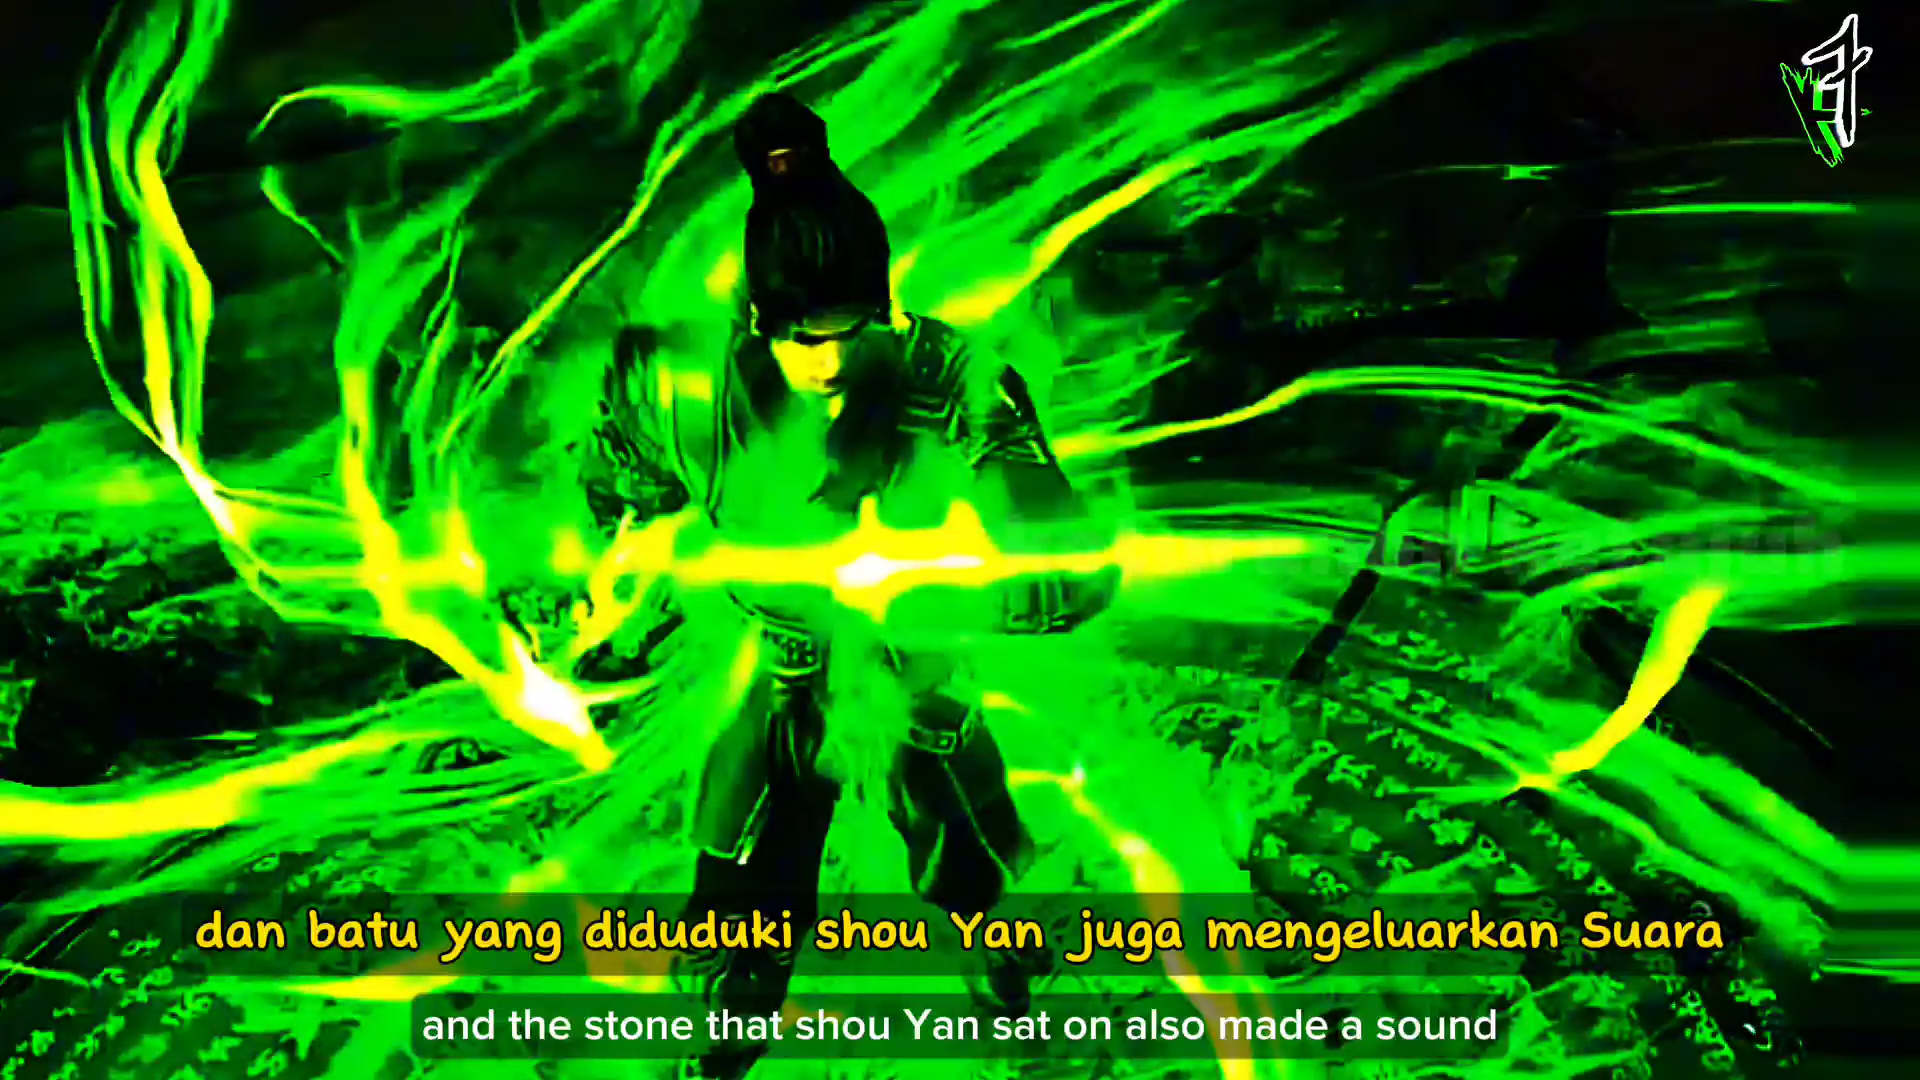 dan batu yang diduduki shou Yan juga mengeluarkan Suara
and the stone that shou Yan sat on also made a sound